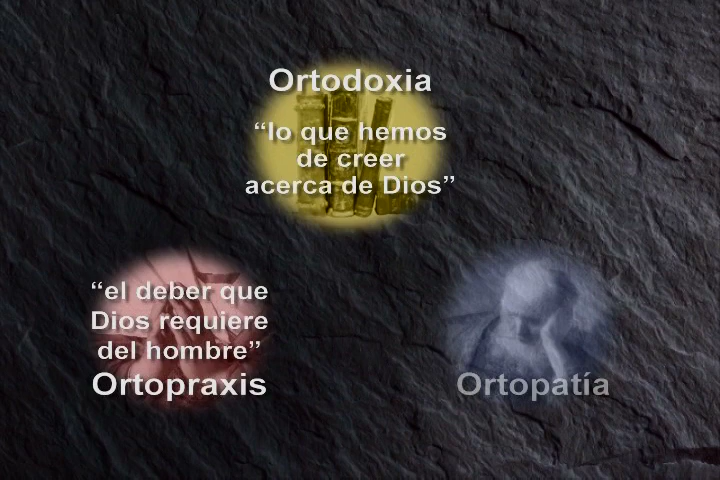 Ortodoxia
“lo que hemos
de creer
acerca de Dios”
“el deber que
Dios requiere
del hombre”
Ortopraxis
Ortopatía